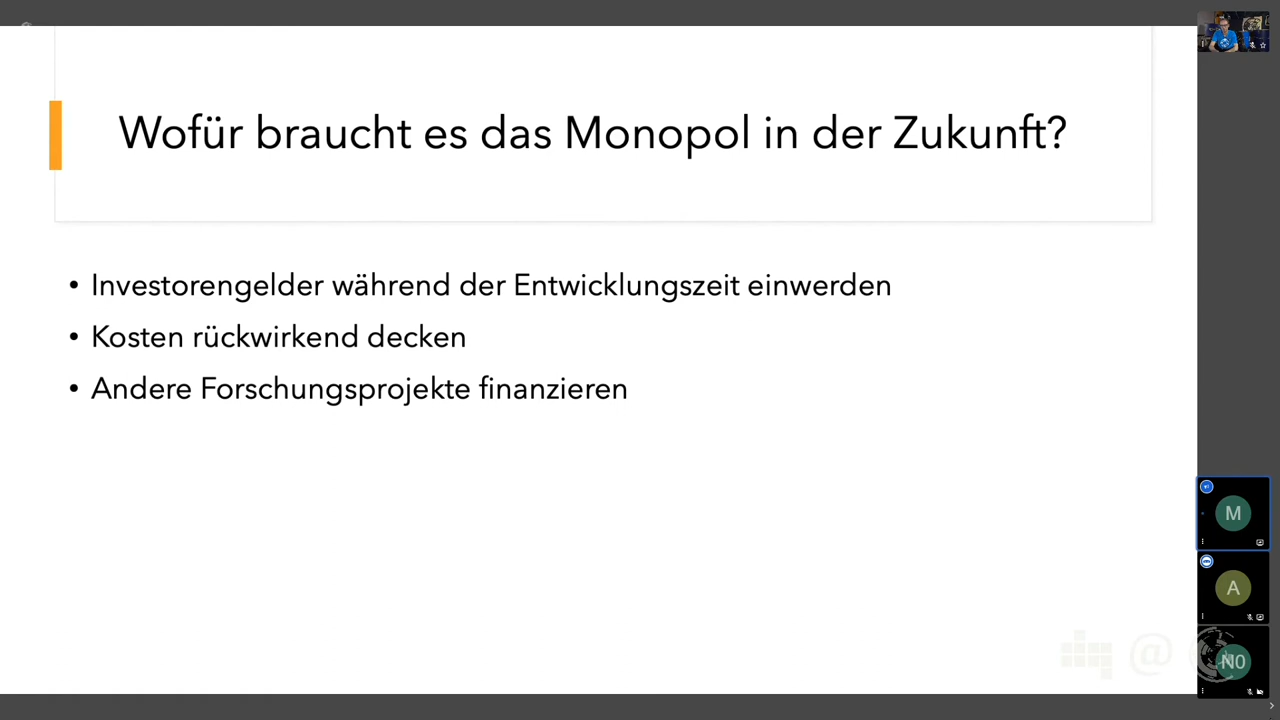 Wofür braucht es das Monopol in der Zukunft?
• Investorengelder während der Entwicklungszeit einwerden
• Kosten rückwirkend decken
• Andere Forschungsprojekte finanzieren
M
A
N0
@